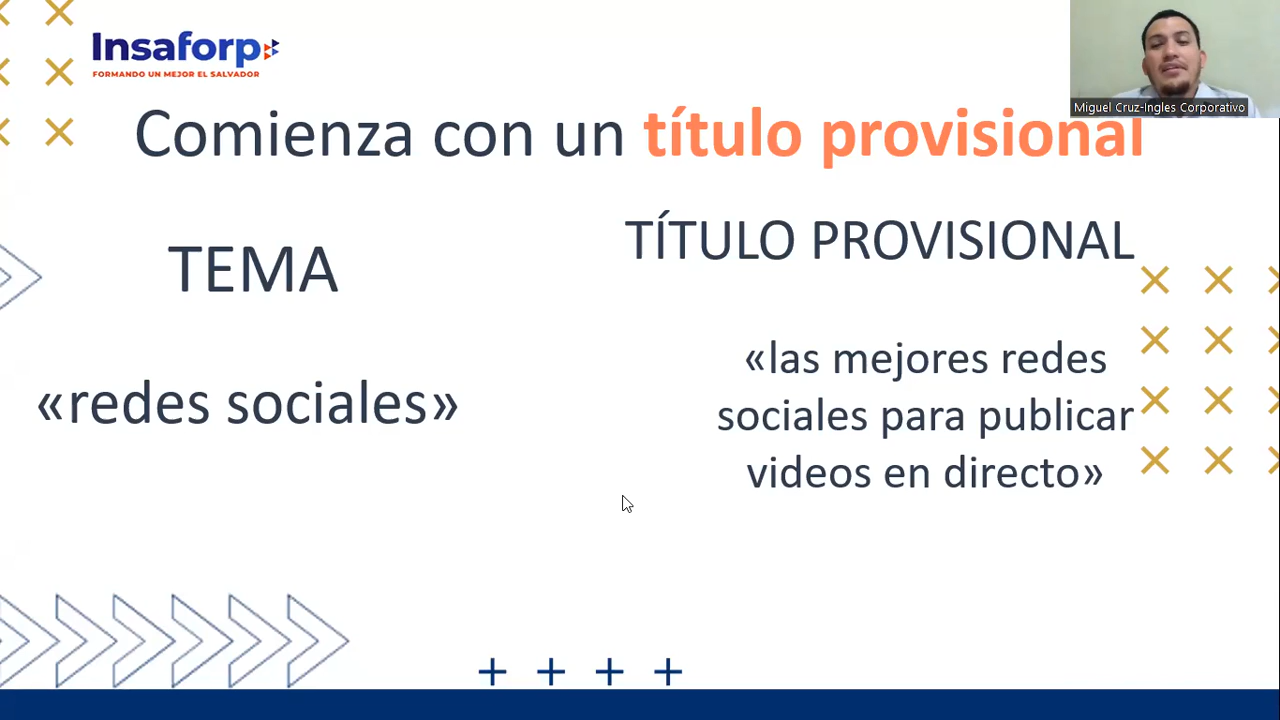 Insaforp
FORMANDO UN MEJOR EL SALVADOR
Miguel Cruz-Ingles Corporativo
Comienza con un título provisional
TEMA
«redes sociales»
TÍTULO PROVISIONAL
«las mejores redes
sociales para publicar
videos en directo»